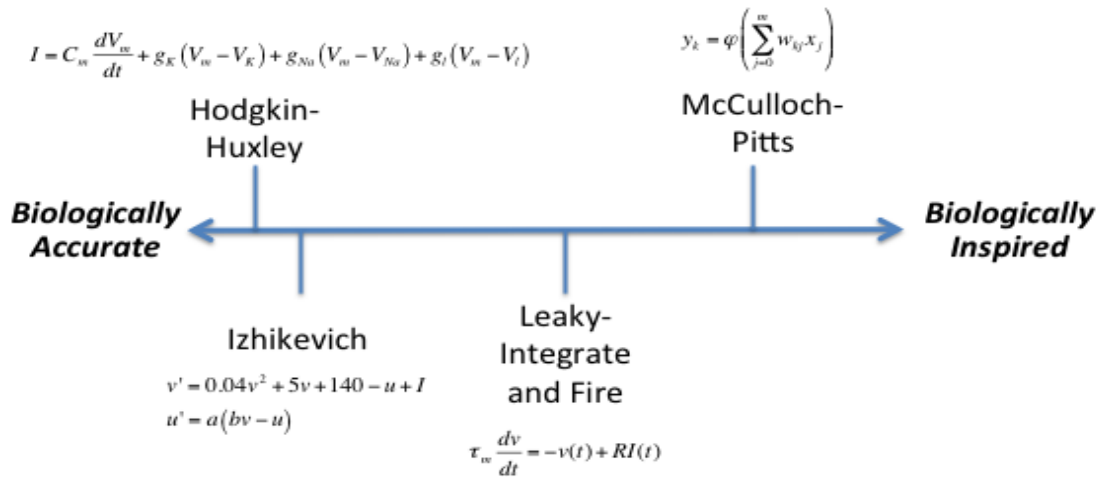 I = C_m dV_m/dt + g_K (V_m − V_K) + g_Na (V_m − V_Na) + g_l (V_m − V_l)
y_k = φ(∑_{j=0}^{m} w_kj x_j)
Hodgkin-
Huxley
McCulloch-
Pitts
Biologically
Accurate
Biologically
Inspired
Izhikevich
v' = 0.04v² + 5v + 140 − u + I
u' = a(bv − u)
Leaky-
Integrate
and Fire
τ_m dv/dt = −v(t) + RI(t)